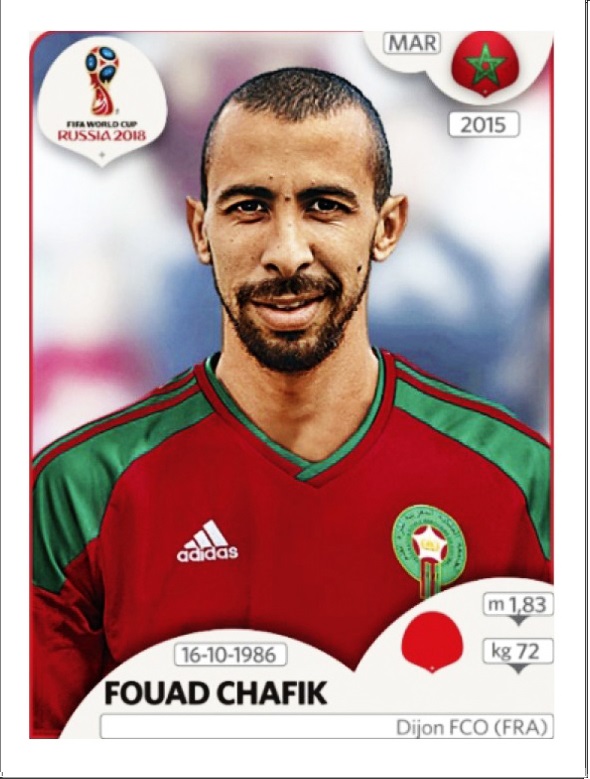 MAR
FIFA WORLD CUP
RUSSIA 2018
2015
adidas
m 1,83
16-10-1986
kg 72
FOUAD CHAFIK
Dijon FCO (FRA)